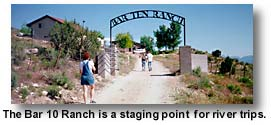 BAR TEN RANCH
The Bar 10 Ranch is a staging point for river trips.